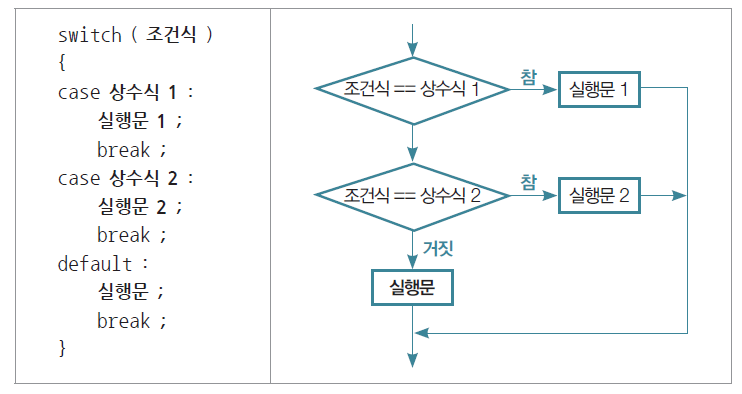 switch ( 조건식 )
{
case 상수식 1 :
실행문 1 ;
break ;
case 상수식 2 :
실행문 2 ;
break ;
default :
실행문 ;
break ;
}
조건식 == 상수식 1
참
실행문 1
조건식 == 상수식 2
참
실행문 2
거짓
실행문